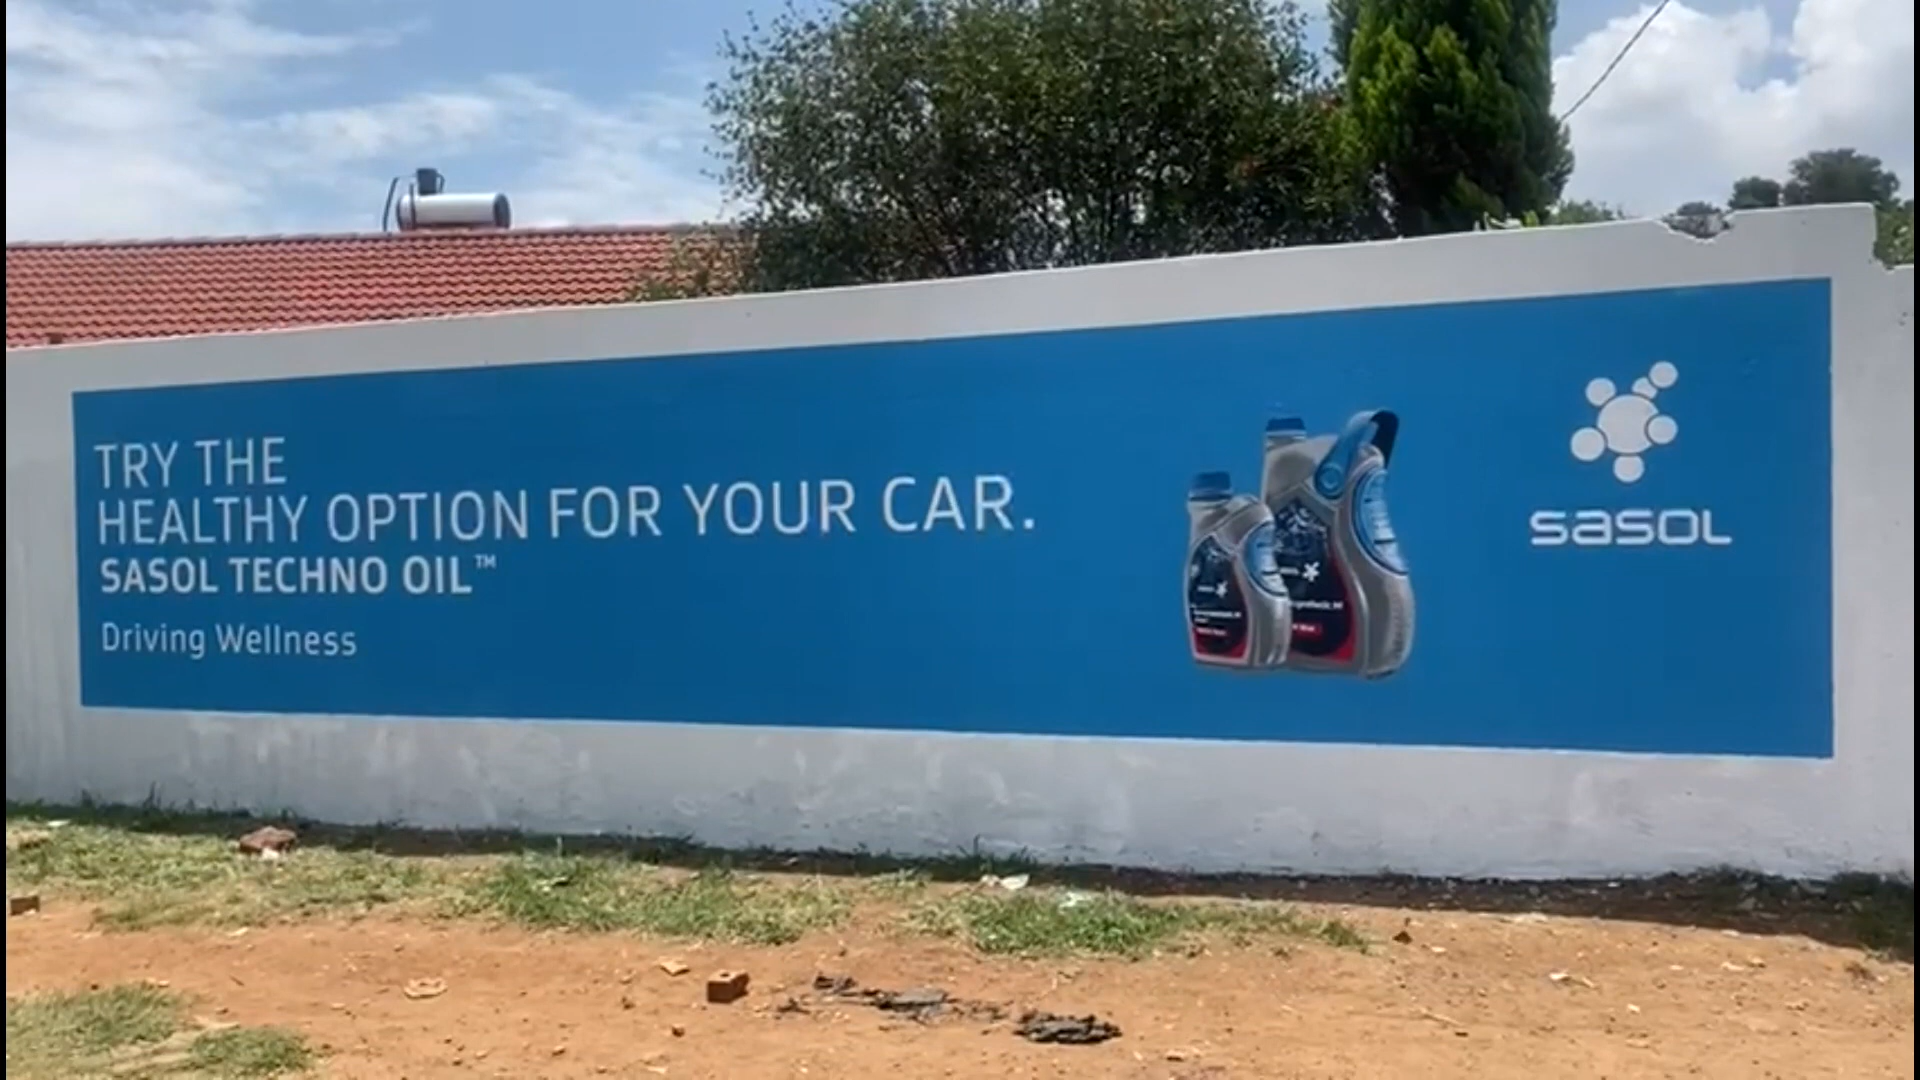 TRY THE
HEALTHY OPTION FOR YOUR CAR.
SASOL TECHNO OIL™
Driving Wellness
sasol